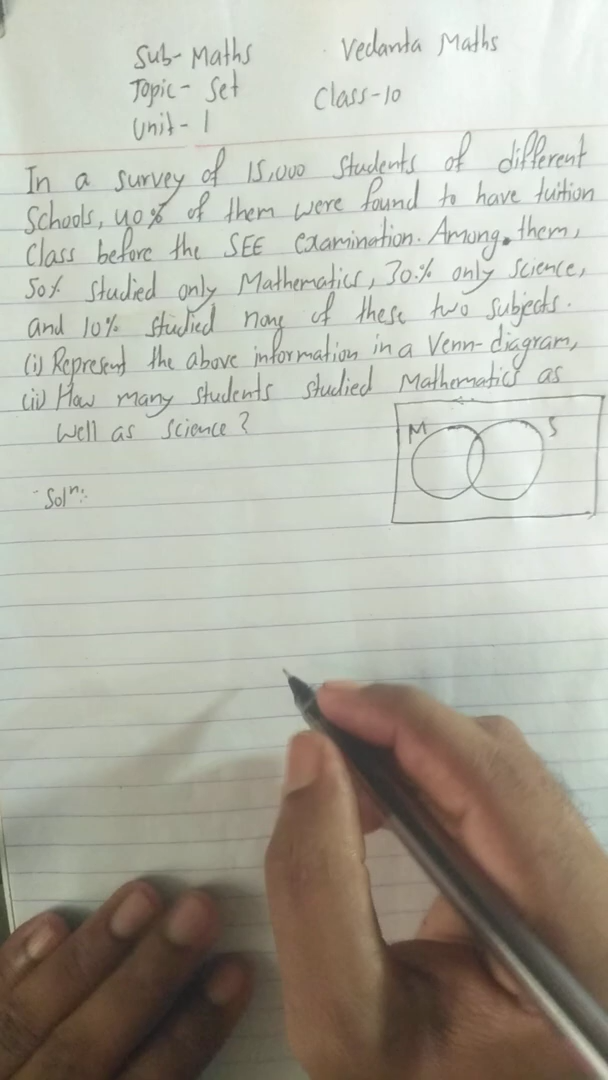 Sub- Maths Vedanta Maths
Topic- Set Class-10
Unit- 1
In a survey of 15,000 students of different
Schools, 40% of them were found to have tuition
Class before the SEE examination. Among them,
50% studied only Mathematics, 30% only science,
and 10% studied none of these two subjects.
(i) Represent the above information in a Venn-diagram,
(ii) How many students studied Mathematics as
Well as science?
M S
Solⁿ: